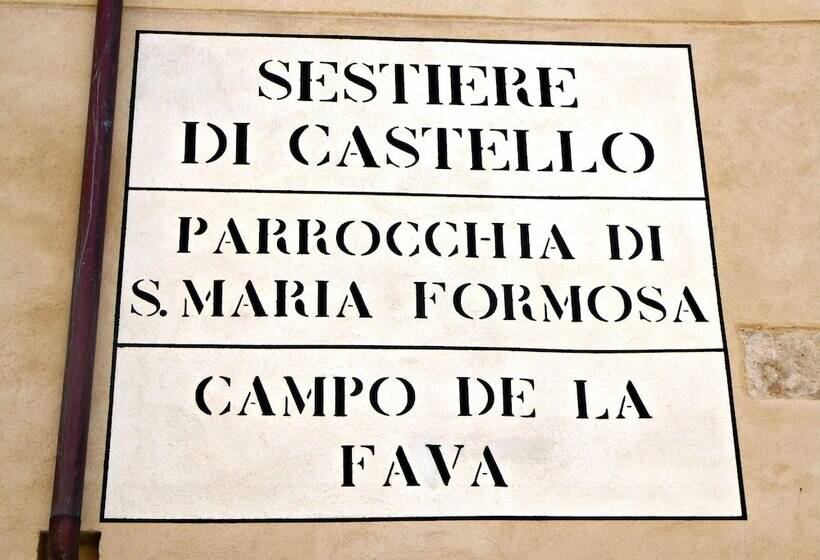 SESTIERE
DI CASTELLO
PARROCCHIA DI
S. MARIA FORMOSA
CAMPO DE LA
FAVA